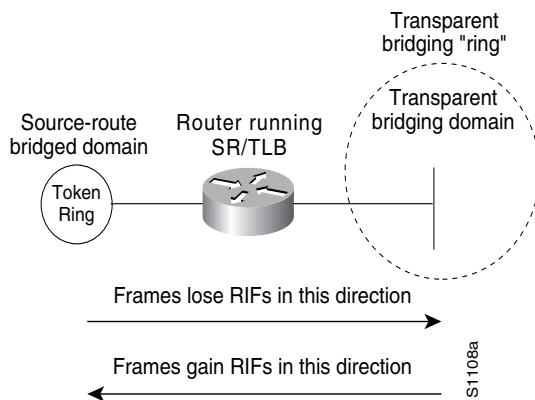 Transparent
bridging "ring"
Transparent
bridging domain
Source-route
bridged domain
Router running
SR/TLB
Token
Ring
Frames lose RIFs in this direction
Frames gain RIFs in this direction
S1108a